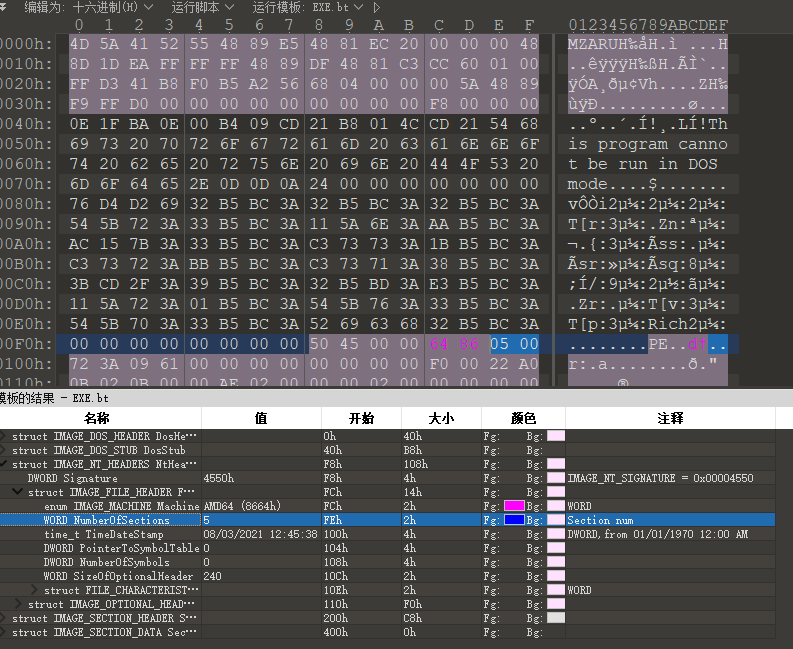 编辑为: 十六进制(H) 运行脚本 运行模板: EXE.bt
0 1 2 3 4 5 6 7 8 9 A B C D E F 0123456789ABCDEF
0000h: 4D 5A 41 52 55 48 89 E5 48 81 EC 20 00 00 00 48 MZARUH‰åH.ì ...H
0010h: 8D 1D EA FF FF FF 48 89 DF 48 81 C3 CC 60 01 00 ..êÿÿÿH‰ßH.ÃÌ`..
0020h: FF D3 41 B8 F0 B5 A2 56 68 04 00 00 00 5A 48 89 ÿÓA¸ðµ¢Vh....ZH‰
0030h: F9 FF D0 00 00 00 00 00 00 00 00 00 F8 00 00 00 ùÿÐ.........ø...
0040h: 0E 1F BA 0E 00 B4 09 CD 21 B8 01 4C CD 21 54 68 ..º..´.Í!¸.LÍ!Th
0050h: 69 73 20 70 72 6F 67 72 61 6D 20 63 61 6E 6E 6F is program canno
0060h: 74 20 62 65 20 72 75 6E 20 69 6E 20 44 4F 53 20 t be run in DOS
0070h: 6D 6F 64 65 2E 0D 0D 0A 24 00 00 00 00 00 00 00 mode....$.......
0080h: 76 D4 D2 69 32 B5 BC 3A 32 B5 BC 3A 32 B5 BC 3A vÔÒi2µ¼:2µ¼:2µ¼:
0090h: 54 5B 72 3A 33 B5 BC 3A 11 5A 6E 3A AA B5 BC 3A T[r:3µ¼:.Zn:ªµ¼:
00A0h: AC 15 7B 3A 33 B5 BC 3A C3 73 73 3A 1B B5 BC 3A ¬.{:3µ¼:Ãss:.µ¼:
00B0h: C3 73 72 3A BB B5 BC 3A C3 73 71 3A 38 B5 BC 3A Ãsr:»µ¼:Ãsq:8µ¼:
00C0h: 3B CD 2F 3A 39 B5 BC 3A 32 B5 BD 3A E3 B5 BC 3A ;Í/:9µ¼:2µ½:ãµ¼:
00D0h: 11 5A 72 3A 01 B5 BC 3A 54 5B 76 3A 33 B5 BC 3A .Zr:.µ¼:T[v:3µ¼:
00E0h: 54 5B 70 3A 33 B5 BC 3A 52 69 63 68 32 B5 BC 3A T[p:3µ¼:Rich2µ¼:
00F0h: 00 00 00 00 00 00 00 00 50 45 00 00 64 86 05 00 ........PE..d†..
0100h: 72 3A 09 61 00 00 00 00 00 00 00 00 F0 00 22 A0 r:.a........ð."
0110h: 0B 02 0B 00 00 AE 02 00 00 00 02 00 00 00 00 00
模板的结果 - EXE.bt
名称 值 开始 大小 颜色 注释
struct IMAGE_DOS_HEADER DosHe… 0h 40h Fg: Bg:
struct IMAGE_DOS_STUB DosStub 40h B8h Fg: Bg:
struct IMAGE_NT_HEADERS NtHea… F8h 108h Fg: Bg:
DWORD Signature 4550h F8h 4h Fg: Bg: IMAGE_NT_SIGNATURE = 0x00004550
struct IMAGE_FILE_HEADER F… FCh 14h Fg: Bg:
enum IMAGE_MACHINE Machine AMD64 (8664h) FCh 2h Fg: Bg: WORD
WORD NumberOfSections 5 FEh 2h Fg: Bg: Section num
time_t TimeDateStamp 08/03/2021 12:45:38 100h 4h Fg: Bg: DWORD,from 01/01/1970 12:00 AM
DWORD PointerToSymbolTable 0 104h 4h Fg: Bg:
DWORD NumberOfSymbols 0 108h 4h Fg: Bg:
WORD SizeOfOptionalHeader 240 10Ch 2h Fg: Bg:
struct FILE_CHARACTERIST… 10Eh 2h Fg: Bg: WORD
struct IMAGE_OPTIONAL_HEAD… 110h F0h Fg: Bg:
struct IMAGE_SECTION_HEADER S… 200h C8h Fg: Bg:
struct IMAGE_SECTION_DATA Sec… 400h 0h Fg: Bg: